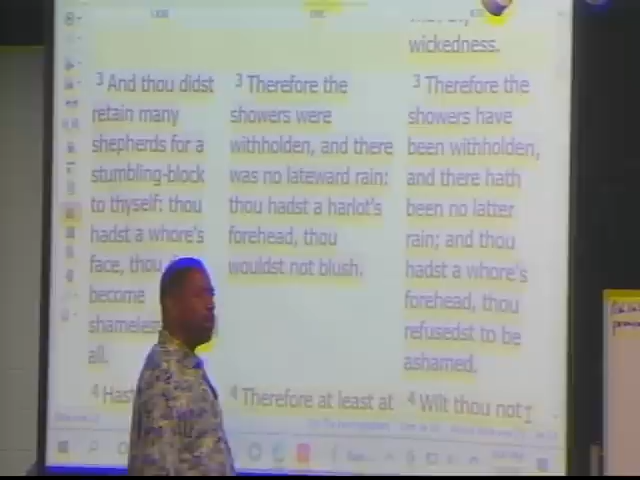 wickedness.
3 And thou didst
retain many
shepherds for a
stumbling-block
to thyself: thou
hadst a whore's
face, thou
become
shameless
all.
4 Hast
3 Therefore the
showers were
withholden, and there
was no lateward rain:
thou hadst a harlot's
forehead, thou
wouldst not blush.
4 Therefore at least at
3 Therefore the
showers have
been withholden,
and there hath
been no latter
rain; and thou
hadst a whore's
forehead, thou
refusedst to be
ashamed.
4 Wilt thou not